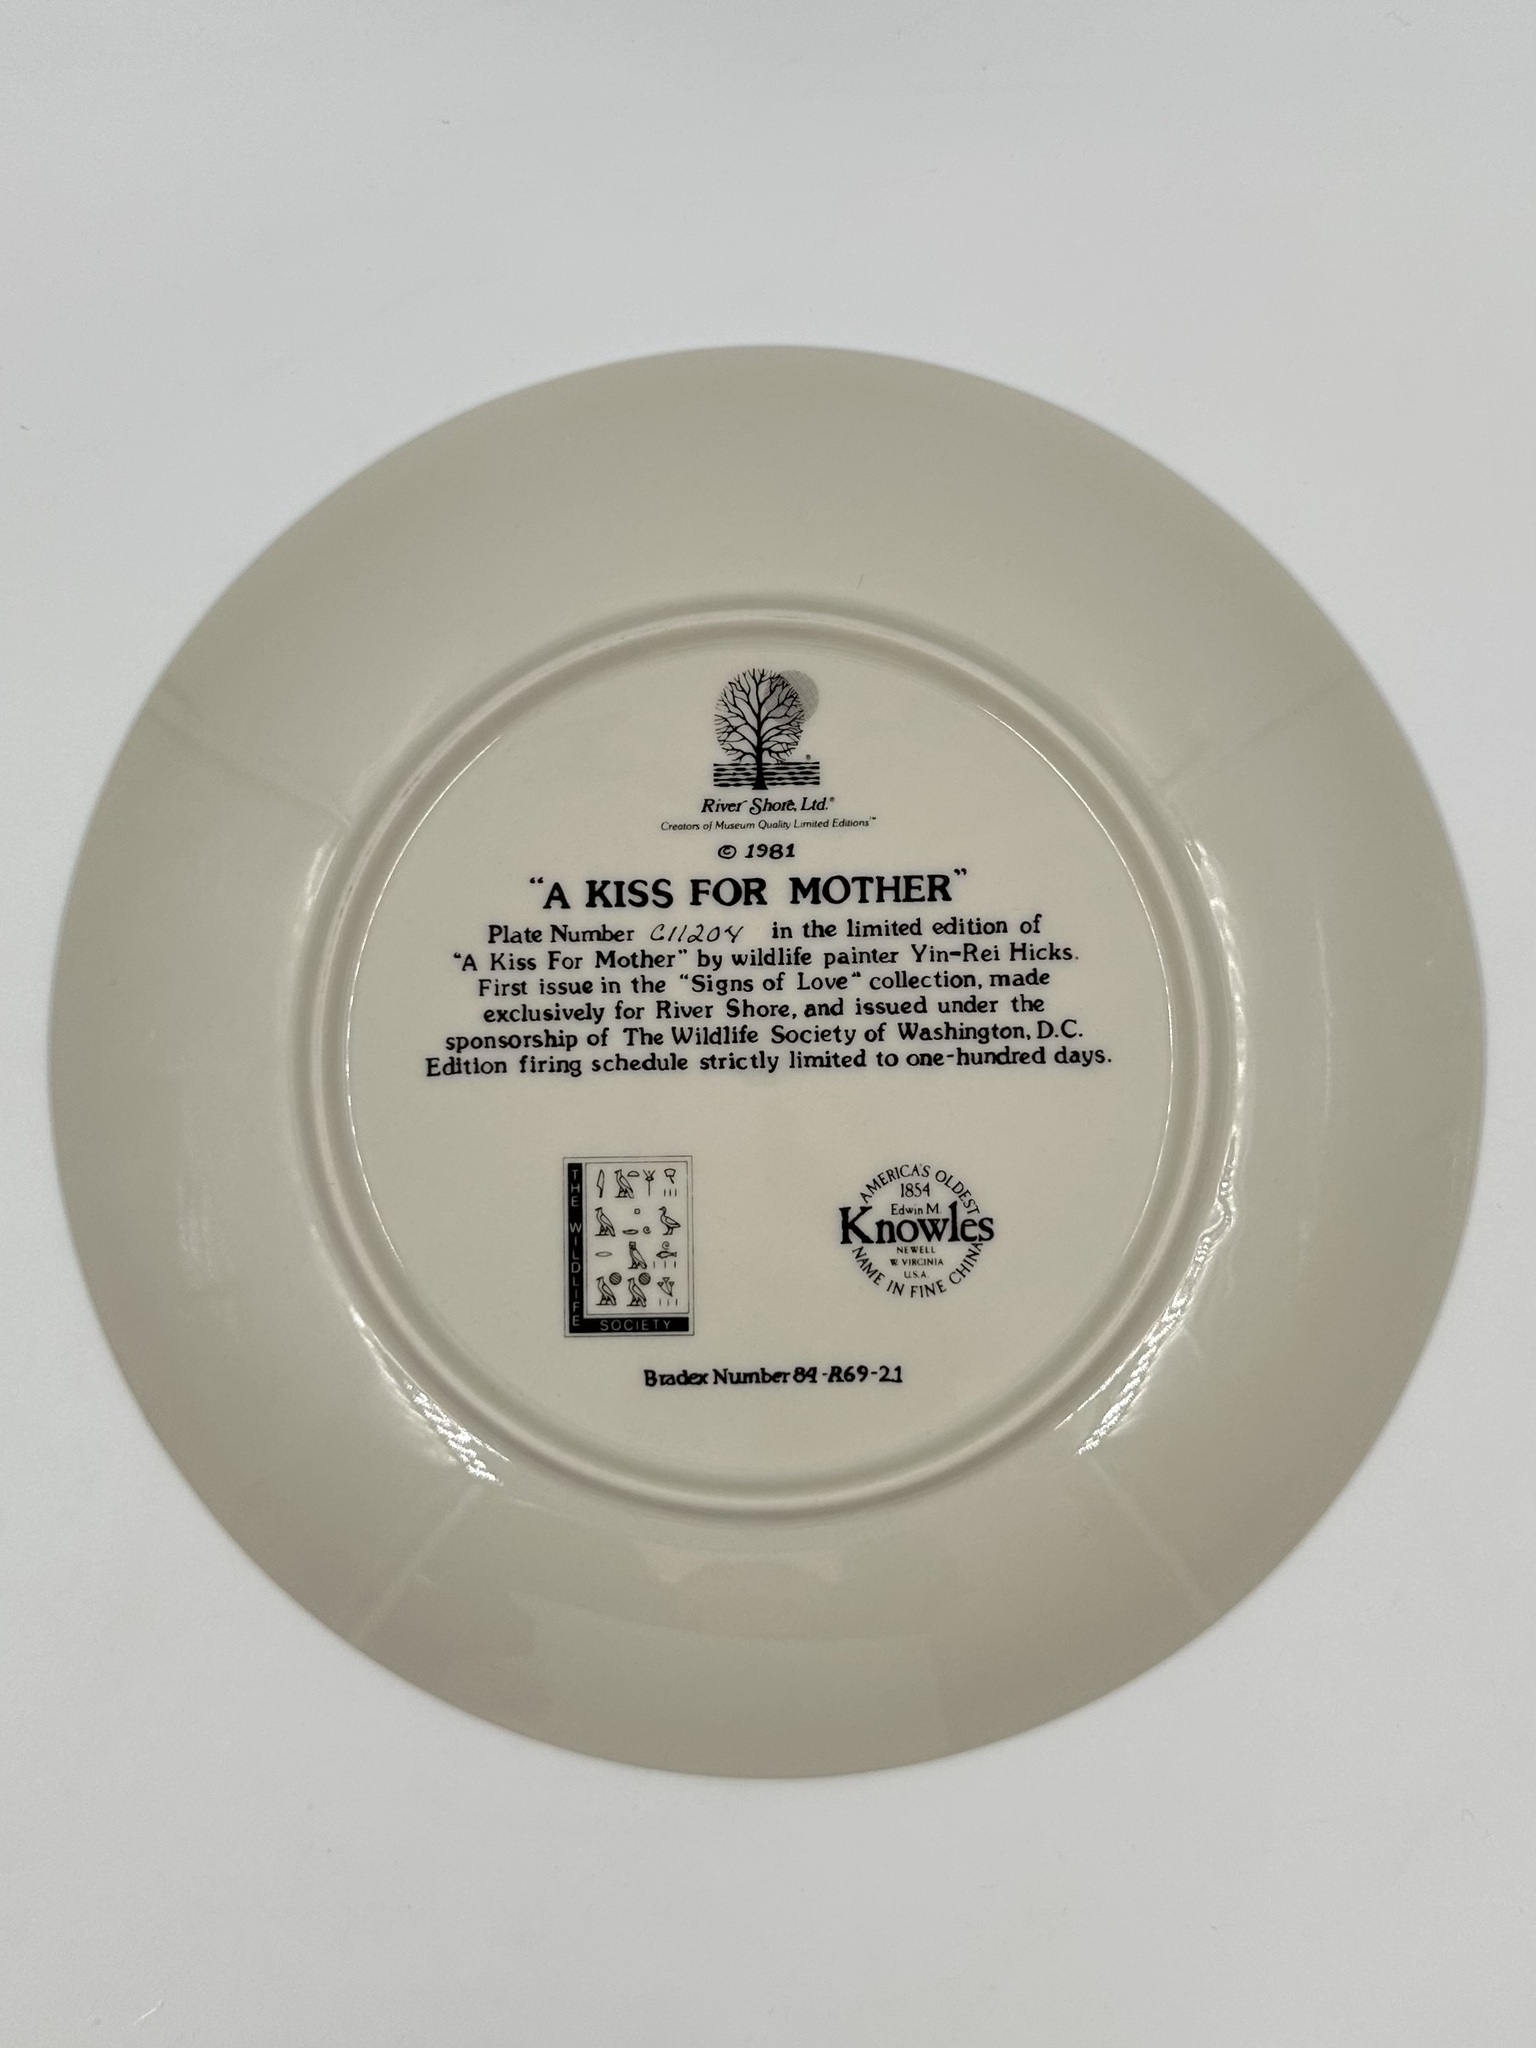 River Shore, Ltd.®
Creators of Museum Quality Limited Editions™
© 1981
“A KISS FOR MOTHER”
Plate Number C11204 in the limited edition of
“A Kiss For Mother” by wildlife painter Yin-Rei Hicks.
First issue in the “Signs of Love” collection, made
exclusively for River Shore, and issued under the
sponsorship of The Wildlife Society of Washington, D.C.
Edition firing schedule strictly limited to one-hundred days.
THE WILDLIFE
SOCIETY
AMERICA'S OLDEST
1854
Edwin M.
Knowles
NEWELL
W. VIRGINIA
U.S.A.
NAME IN FINE CHINA
Bradex Number 84-R69-2.1